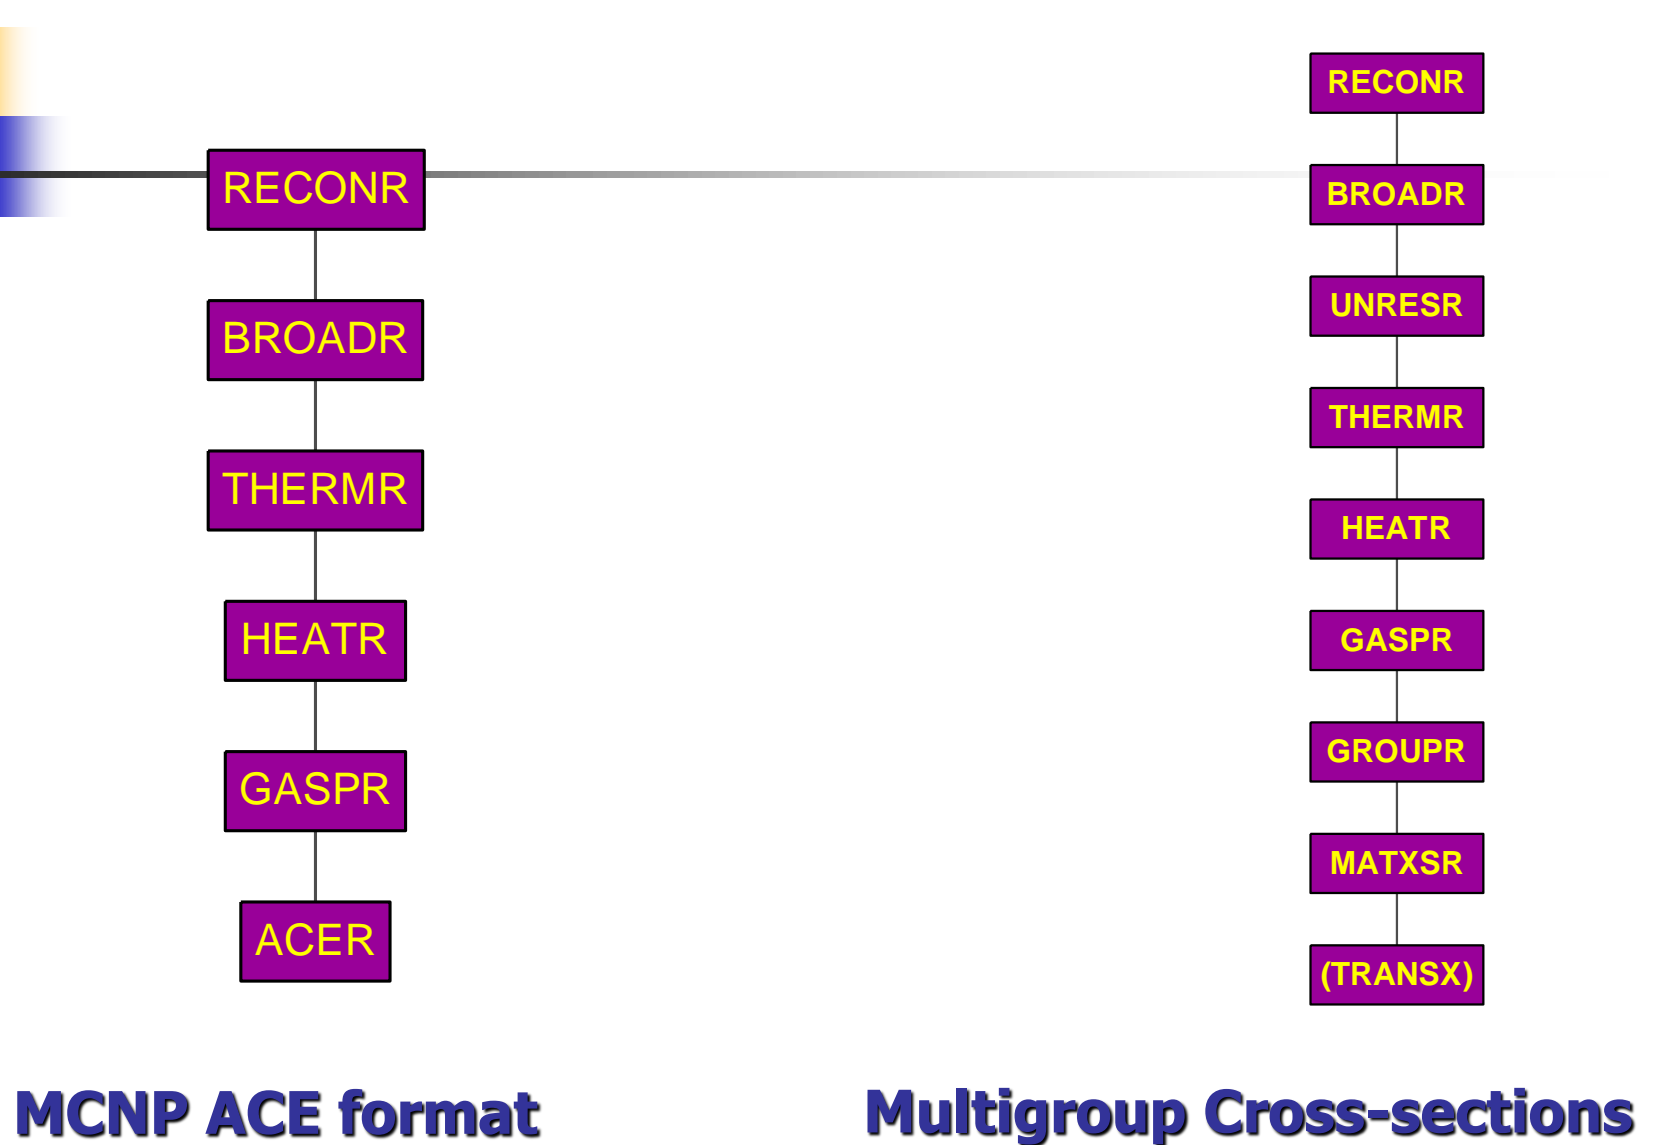 RECONR
BROADR
THERMR
HEATR
GASPR
ACER
MCNP ACE format
RECONR
BROADR
UNRESR
THERMR
HEATR
GASPR
GROUPR
MATXSR
(TRANSX)
Multigroup Cross-sections